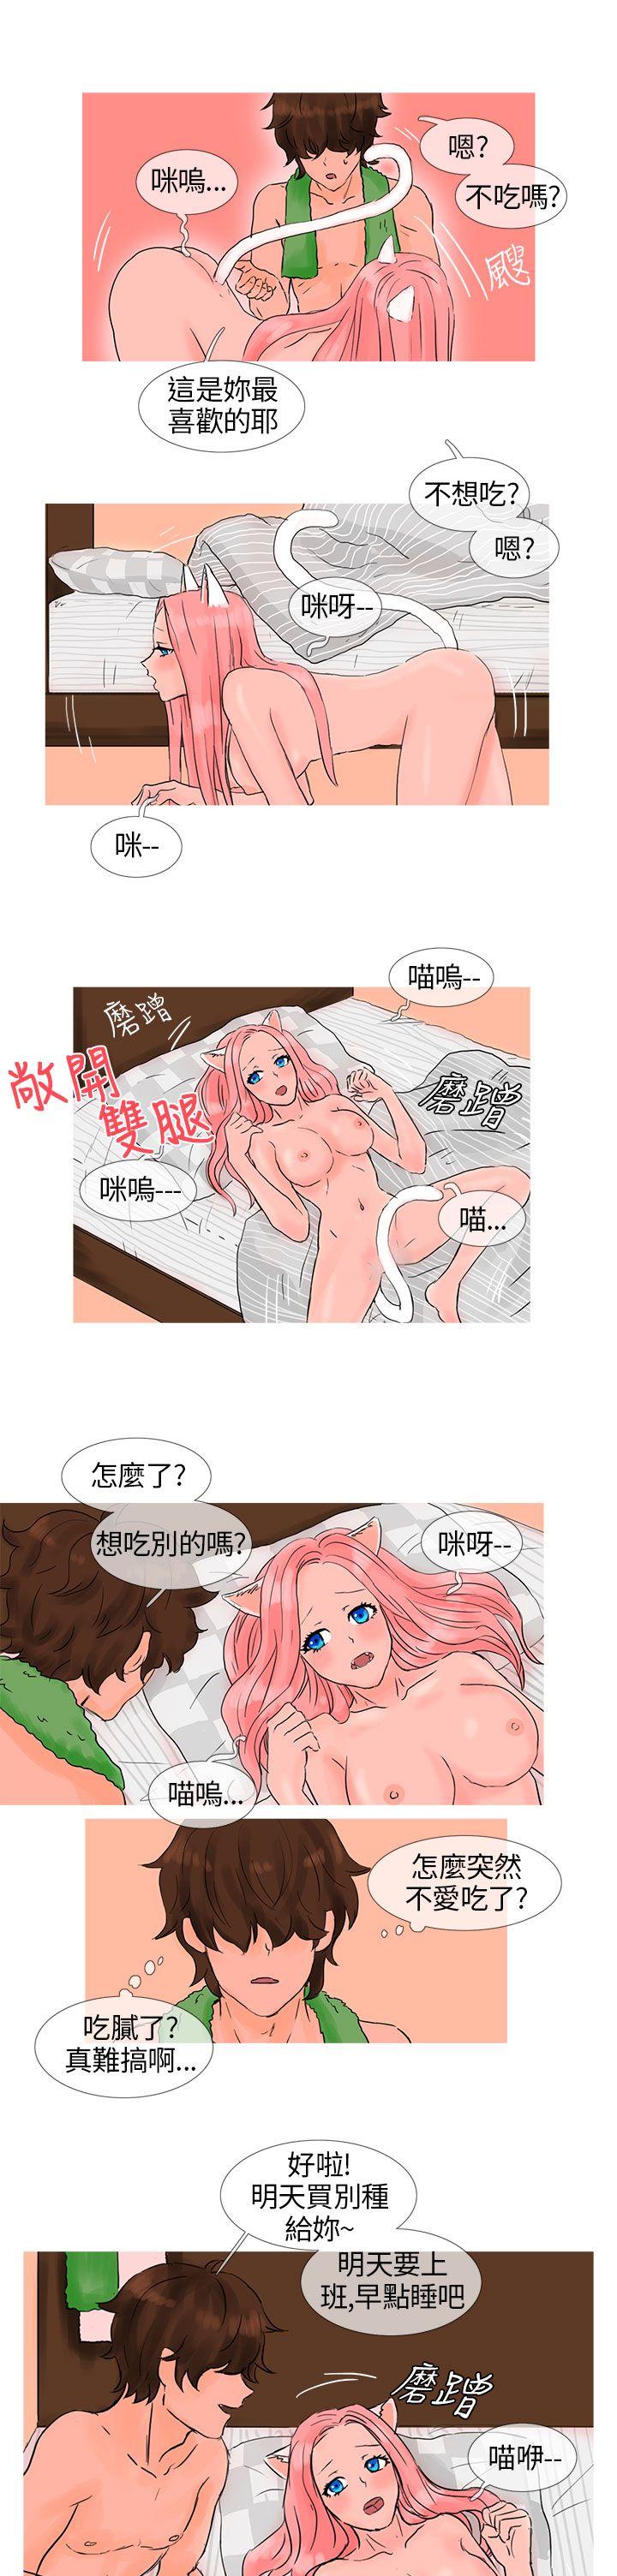 嗯?
不吃嗎?
咪嗚...
颼
這是妳最
喜歡的耶
不想吃?
嗯?
咪呀--
咪--
喵嗚--
磨蹭
敞開
雙腿
磨蹭
咪嗚---
喵...
怎麼了?
想吃別的嗎?
咪呀--
喵嗚...
怎麼突然
不愛吃了?
吃膩了?
真難搞啊...
好啦!
明天買別種
給妳~
明天要上
班,早點睡吧
磨蹭
喵咿--